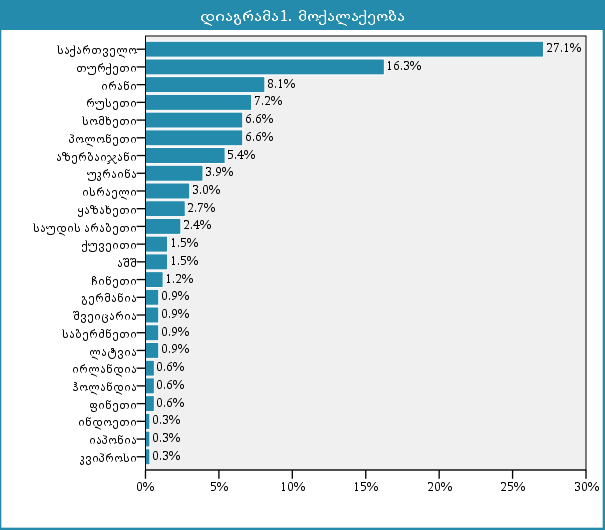 დიაგრამა1. მოქალაქეობა
საქართველო 27.1%
თურქეთი 16.3%
ირანი 8.1%
რუსეთი 7.2%
სომხეთი 6.6%
პოლონეთი 6.6%
აზერბაიჯანი 5.4%
უკრაინა 3.9%
ისრაელი 3.0%
ყაზახეთი 2.7%
საუდის არაბეთი 2.4%
ქუვეითი 1.5%
აშშ 1.5%
ჩინეთი 1.2%
გერმანია 0.9%
შვეიცარია 0.9%
საბერძნეთი 0.9%
ლატვია 0.9%
ირლანდია 0.6%
ჰოლანდია 0.6%
ფინეთი 0.6%
ინდოეთი 0.3%
იაპონია 0.3%
კვიპროსი 0.3%
0% 5% 10% 15% 20% 25% 30%